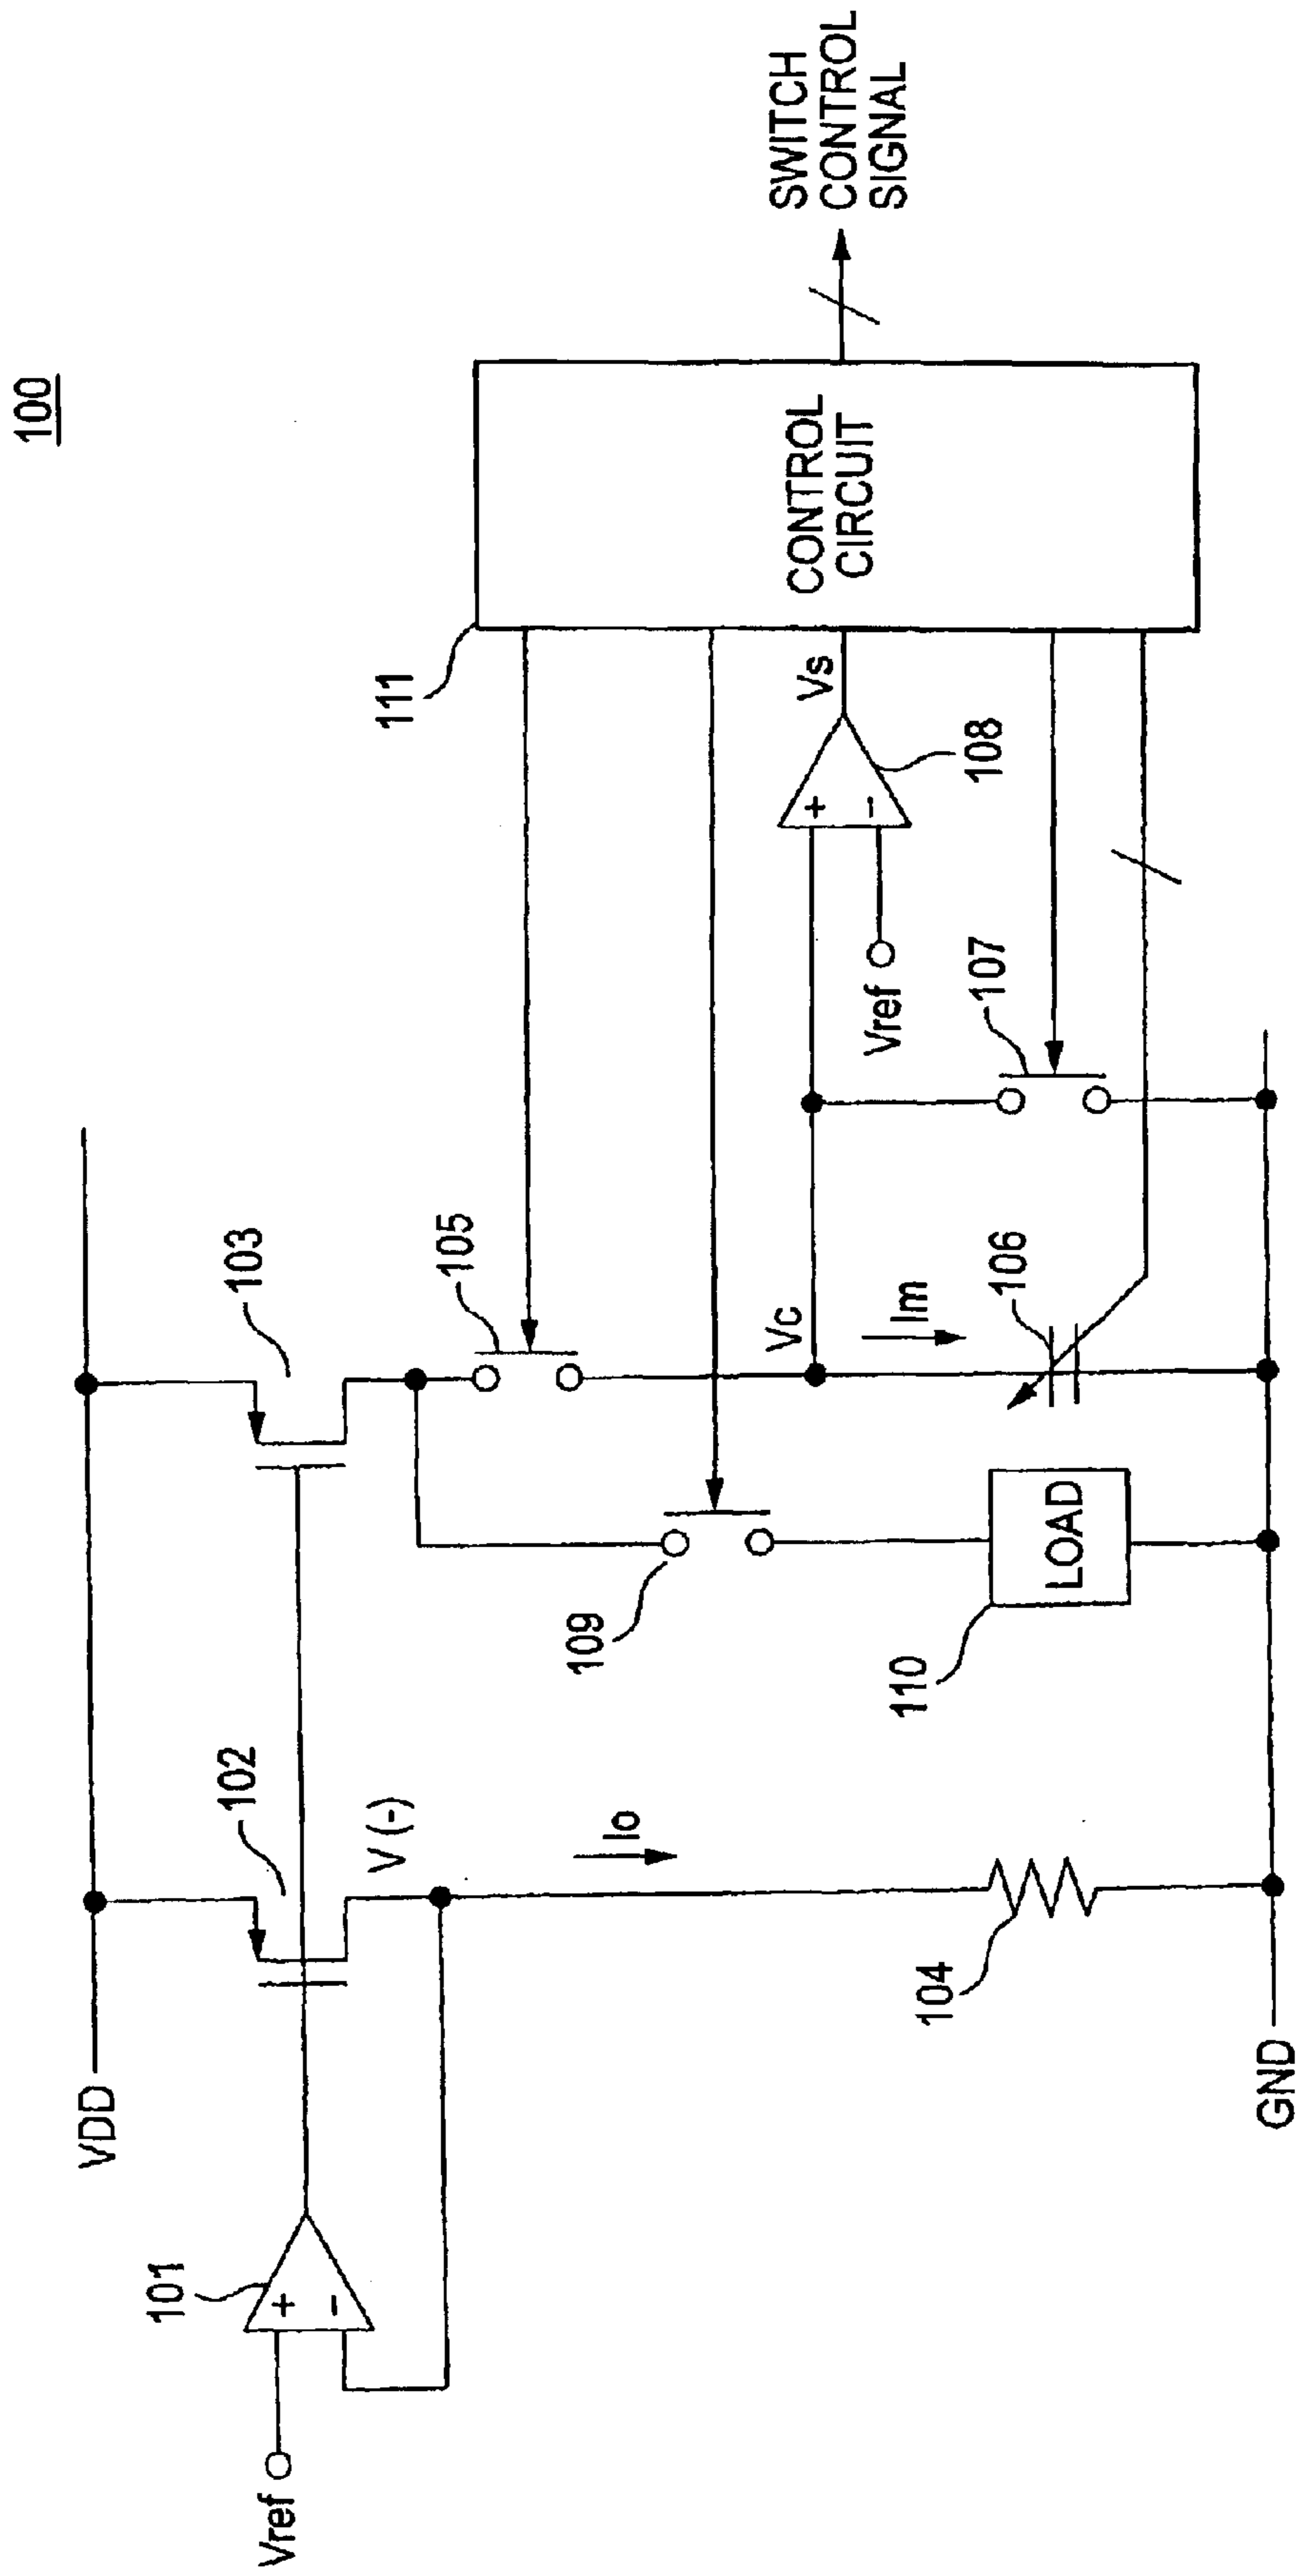 100
VDD
103
102
101
+
-
Vref
V (-)
Io
104
GND
105
109
110
LOAD
Vc
Im
106
107
Vref
+
-
108
Vs
111
CONTROL
CIRCUIT
SWITCH
CONTROL
SIGNAL